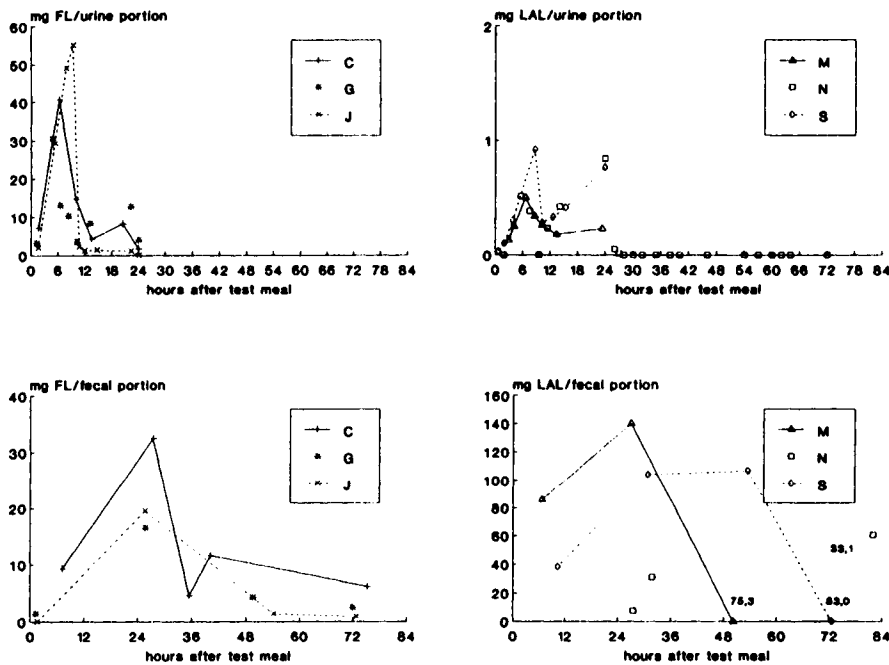 mg FL/urine portion
60
50
40
30
20
10
0
C
G
J
0 6 12 18 24 30 36 42 48 54 60 66 72 78 84
hours after test meal
mg LAL/urine portion
2
1
0
M
N
S
0 6 12 18 24 30 36 42 48 54 60 66 72 78 84
hours after test meal
mg FL/fecal portion
40
30
20
10
0
C
G
J
0 12 24 36 48 60 72 84
hours after test meal
mg LAL/fecal portion
160
140
120
100
80
60
40
20
0
M
N
S
33,1
75,3
63,0
0 12 24 36 48 60 72 84
hours after test meal